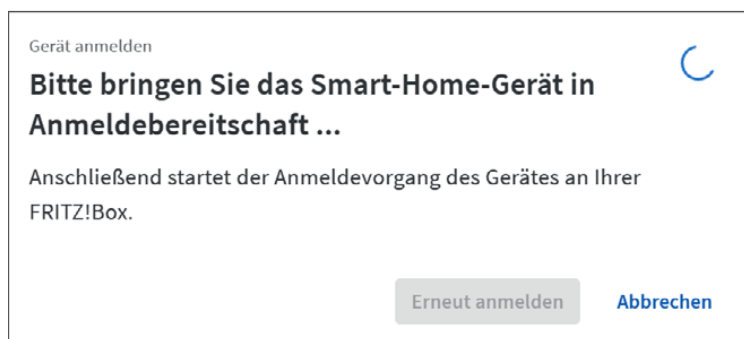 Gerät anmelden
Bitte bringen Sie das Smart-Home-Gerät in
Anmeldebereitschaft ...
Anschließend startet der Anmeldevorgang des Gerätes an Ihrer
FRITZ!Box.
Erneut anmelden Abbrechen